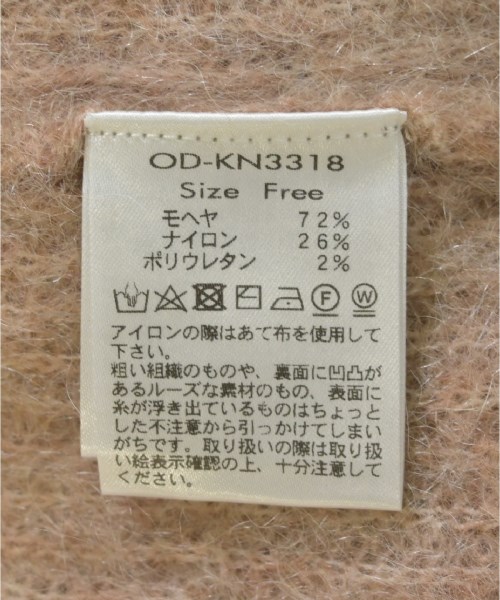 OD-KN3318
Size Free
モヘヤ 72%
ナイロン 26%
ポリウレタン 2%
F W
アイロンの際はあて布を使用して
下さい。
粗い組織のものや、裏面に凹凸が
あるルーズな素材のもの、表面に
糸が浮き出ているものはちょっと
した不注意から引っかけてしまい
がちです。取り扱いの際は取り扱
い絵表示確認の上、十分注意して
ください。